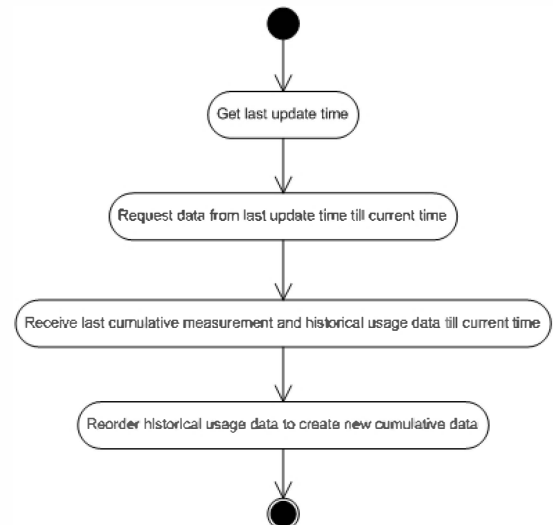 Get last update time
Request data from last update time till current time
Receive last cumulative measurement and historical usage data till current time
Reorder historical usage data to create new cumulative data